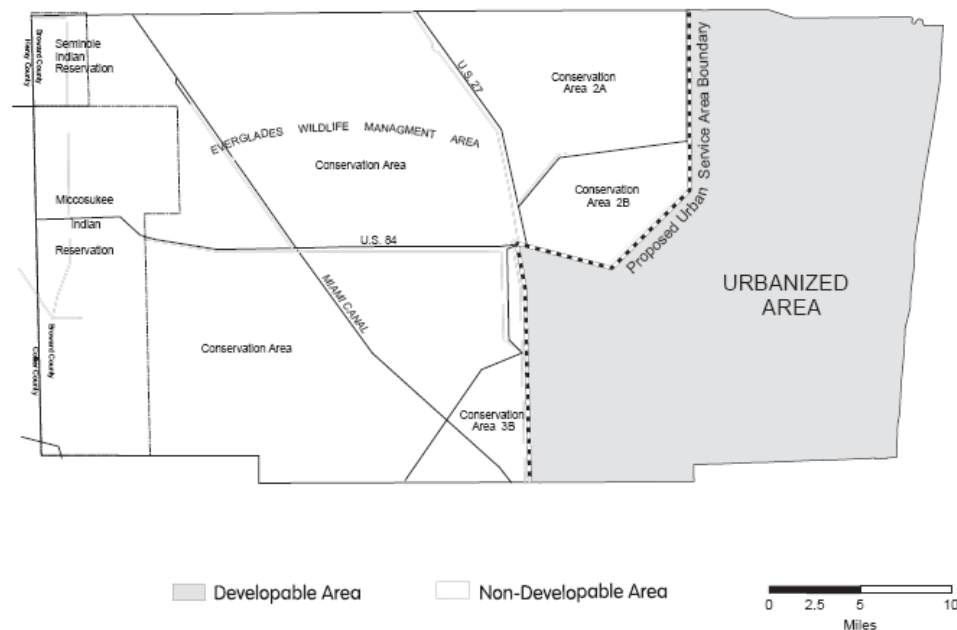 Broward County
Henry County
Seminole
Indian
Reservation
U.S. 27
Conservation
Area 2A
Proposed Urban Service Area Boundary
EVERGLADES WILDLIFE MANAGMENT AREA
Conservation Area
Conservation
Area 2B
Miccosukee
Indian
Reservation
U.S. 84
URBANIZED
AREA
MIAMI CANAL
Broward County
Collier County
Conservation Area
Conservation
Area 3B
Developable Area
Non-Developable Area
0 2.5 5 10
Miles